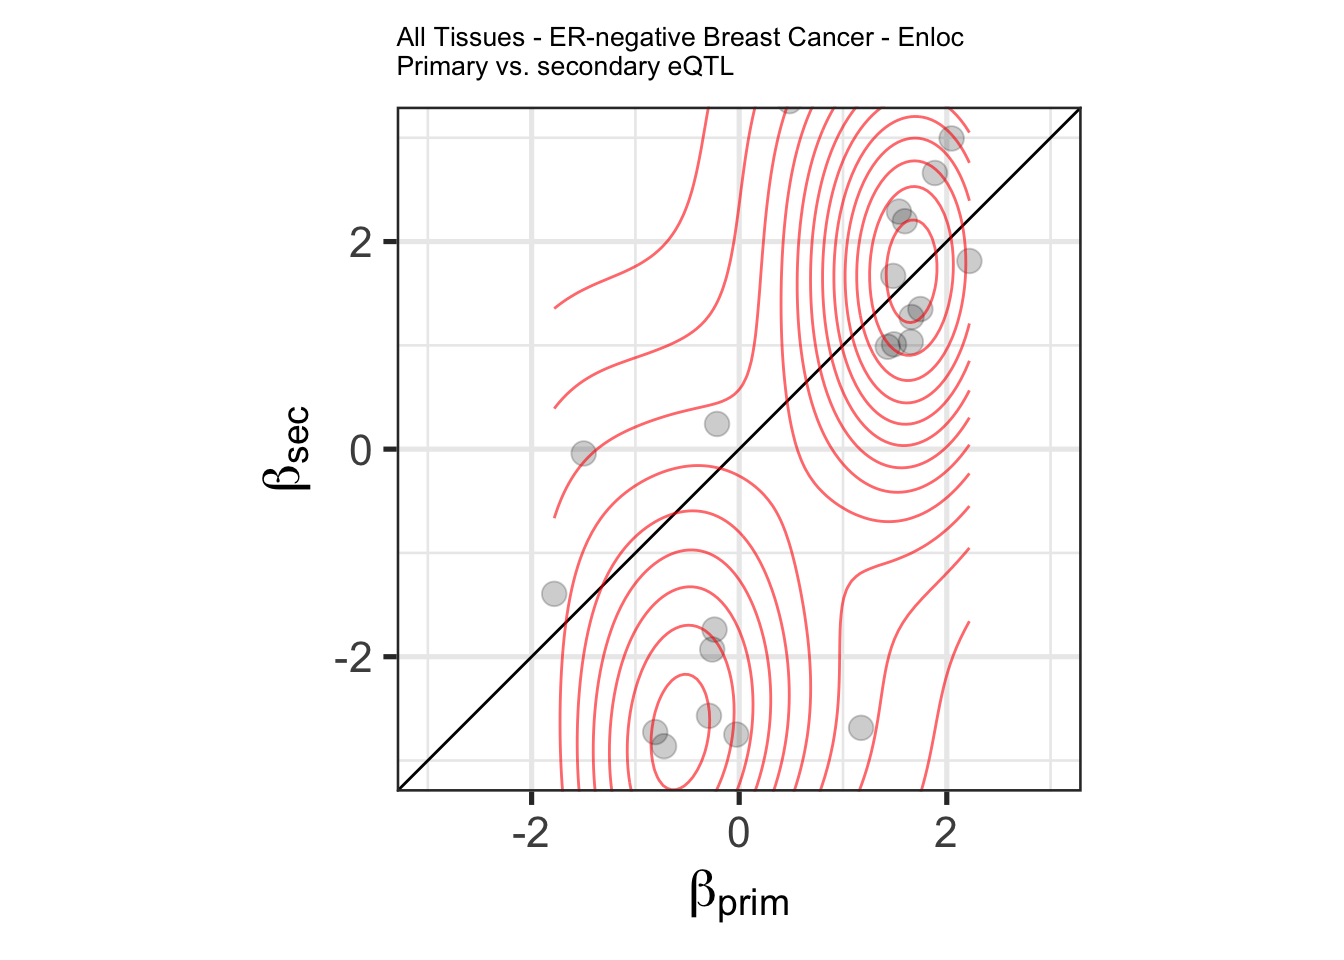 All Tissues - ER-negative Breast Cancer - Enloc
Primary vs. secondary eQTL
2
0
-2
βsec
-2 0 2
βprim